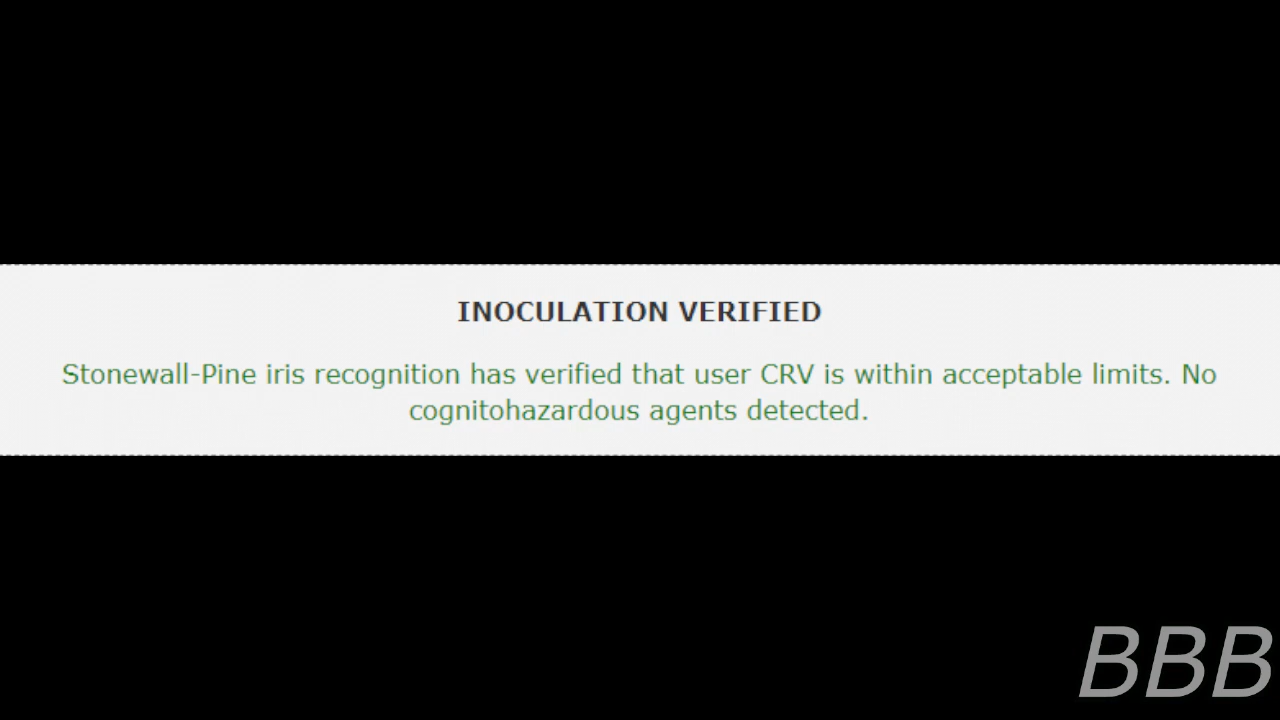 INOCULATION VERIFIED
Stonewall-Pine iris recognition has verified that user CRV is within acceptable limits. No
cognitohazardous agents detected.
BBB